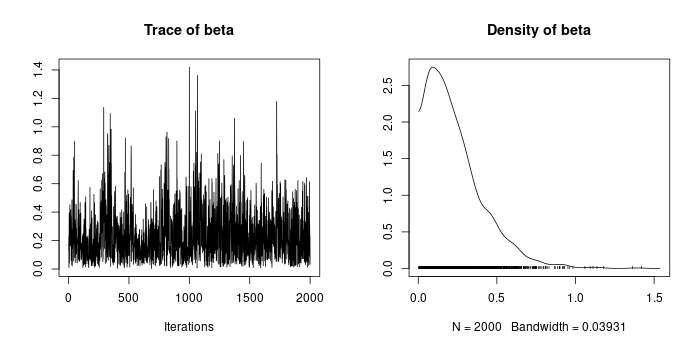 Trace of beta
0.0 0.2 0.4 0.6 0.8 1.0 1.2 1.4
0 500 1000 1500 2000
Iterations
Density of beta
0.0 0.5 1.0 1.5 2.0 2.5
0.0 0.5 1.0 1.5
N = 2000 Bandwidth = 0.03931